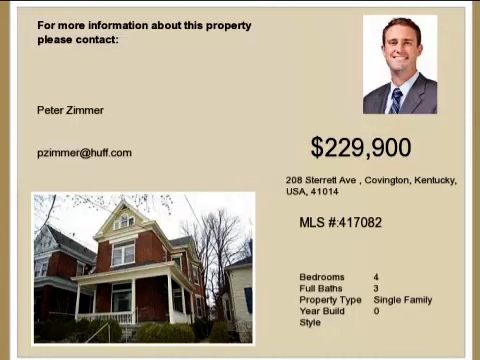 For more information about this property
please contact:
Peter Zimmer
pzimmer@huff.com
$229,900
208 Sterrett Ave , Covington, Kentucky,
USA, 41014
MLS #:417082
Bedrooms 4
Full Baths 3
Property Type Single Family
Year Build 0
Style